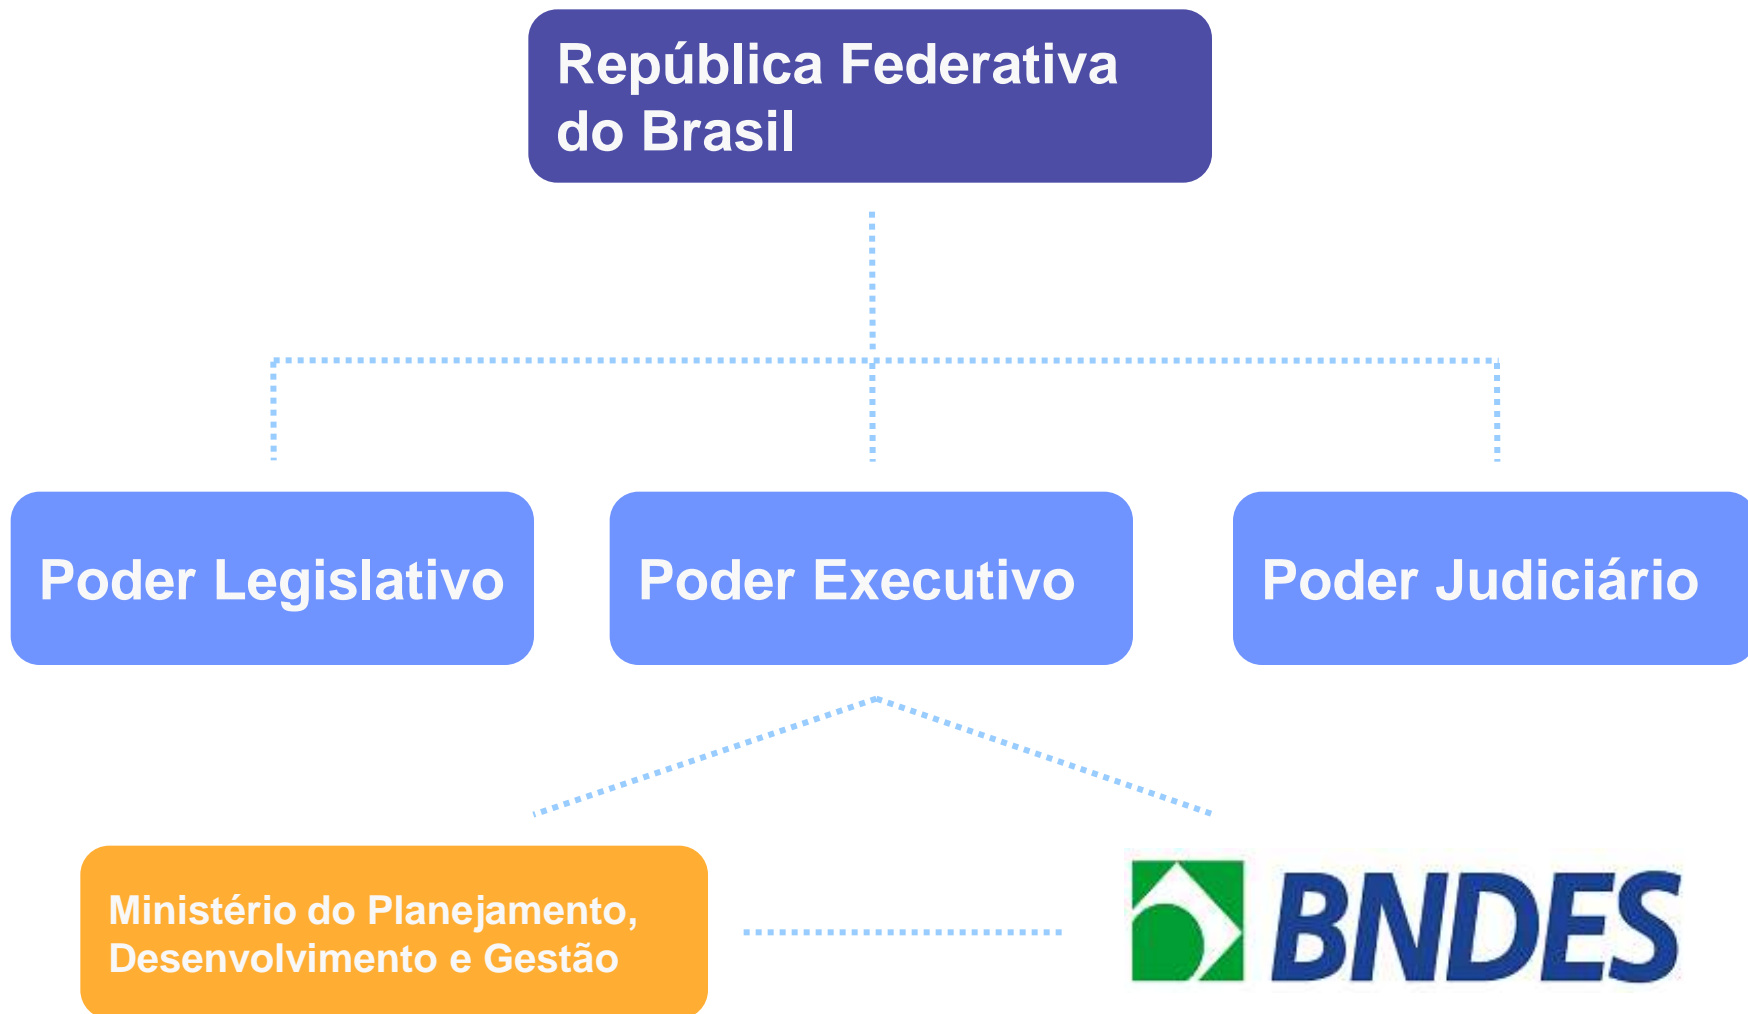 República Federativa
do Brasil
Poder Legislativo
Poder Executivo
Poder Judiciário
Ministério do Planejamento,
Desenvolvimento e Gestão
BNDES